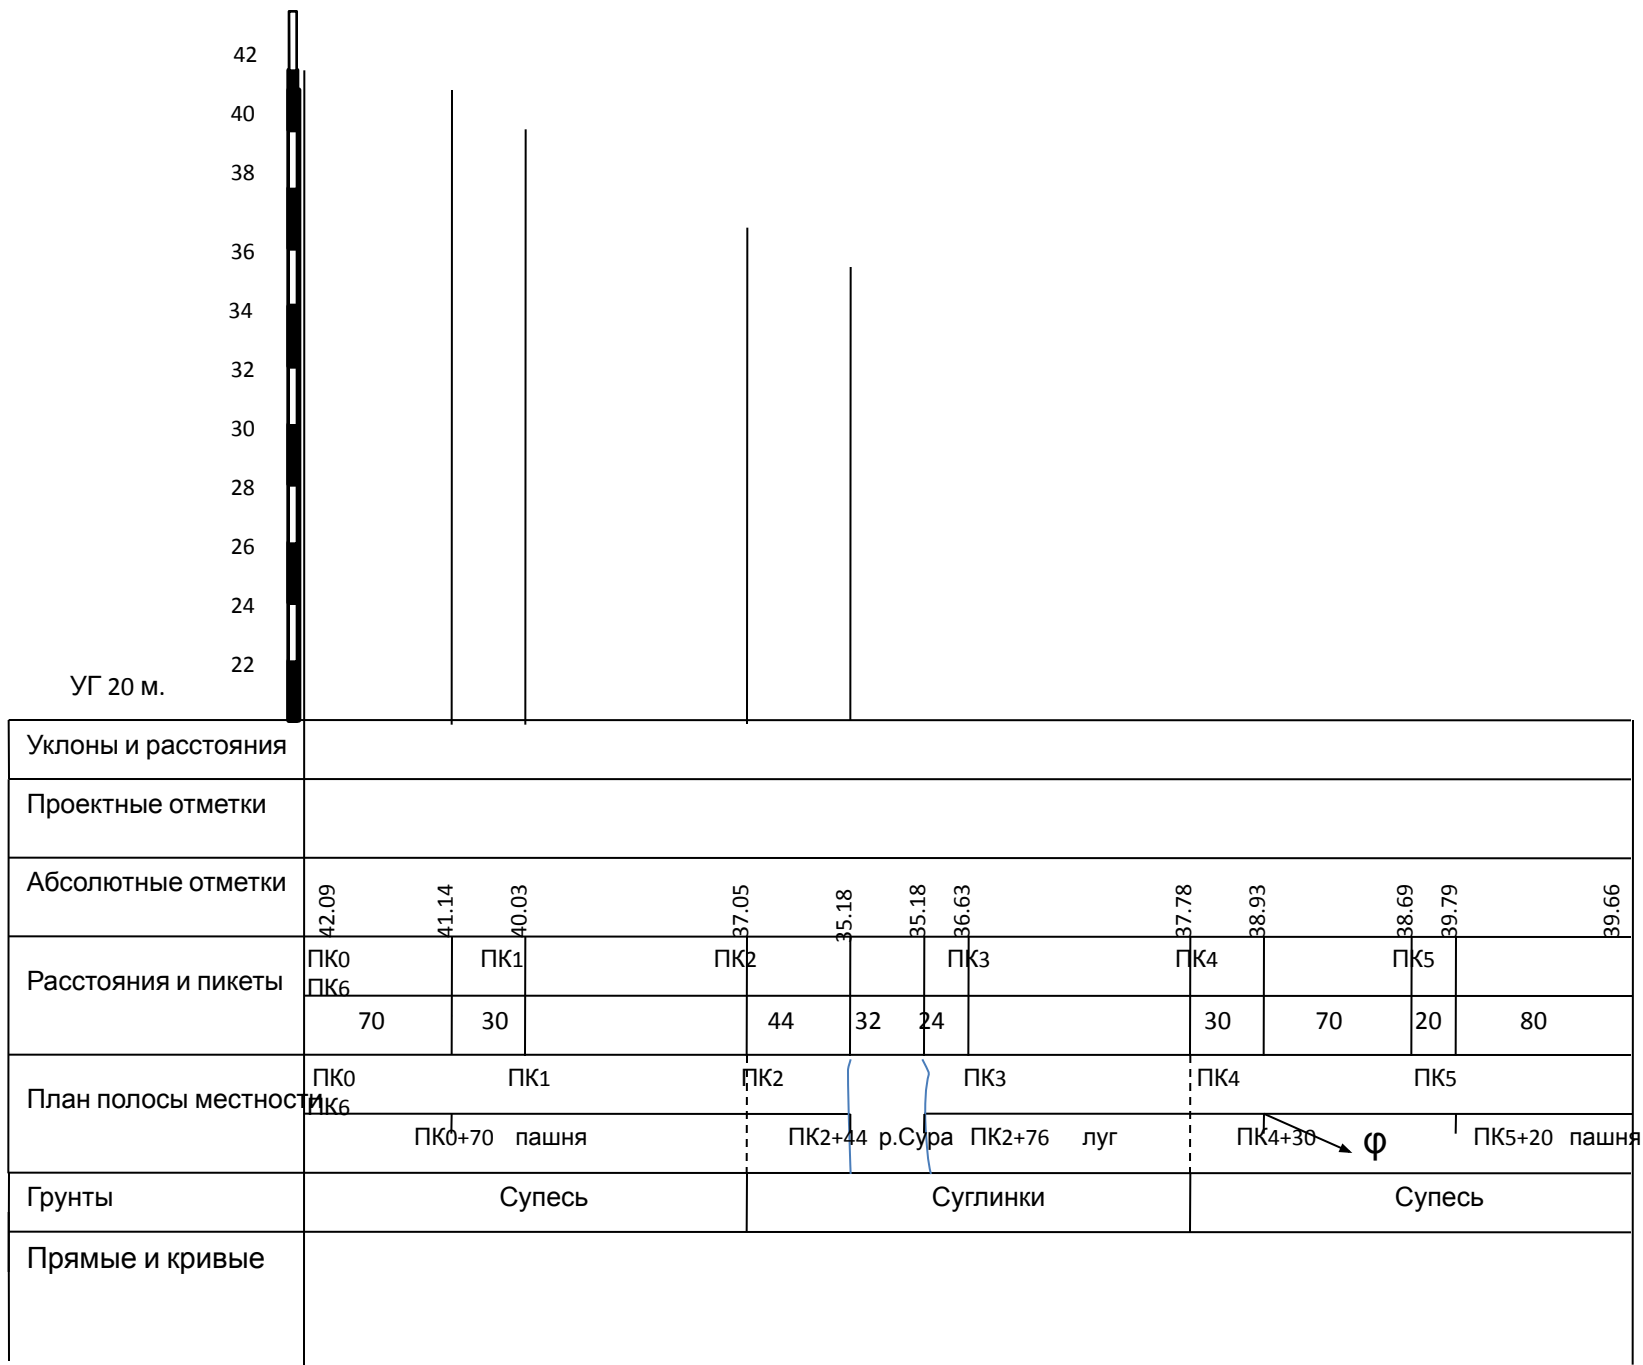 42
40
38
36
34
32
30
28
26
24
22
УГ 20 м.
Уклоны и расстояния
Проектные отметки
Абсолютные отметки
42.09 41.14 40.03 37.05 35.18 35.18 36.63 37.78 38.93 38.69 39.79 39.66
Расстояния и пикеты
ПК0 ПК1 ПК2 ПК3 ПК4 ПК5
ПК6
70 30 44 32 24 30 70 20 80
План полосы местности
ПК0 ПК1 ПК2 ПК3 ПК4 ПК5
ПК6
ПК0+70 пашня ПК2+44 р.Сура ПК2+76 луг ПК4+30 φ ПК5+20 пашня
Грунты Супесь Суглинки Супесь
Прямые и кривые